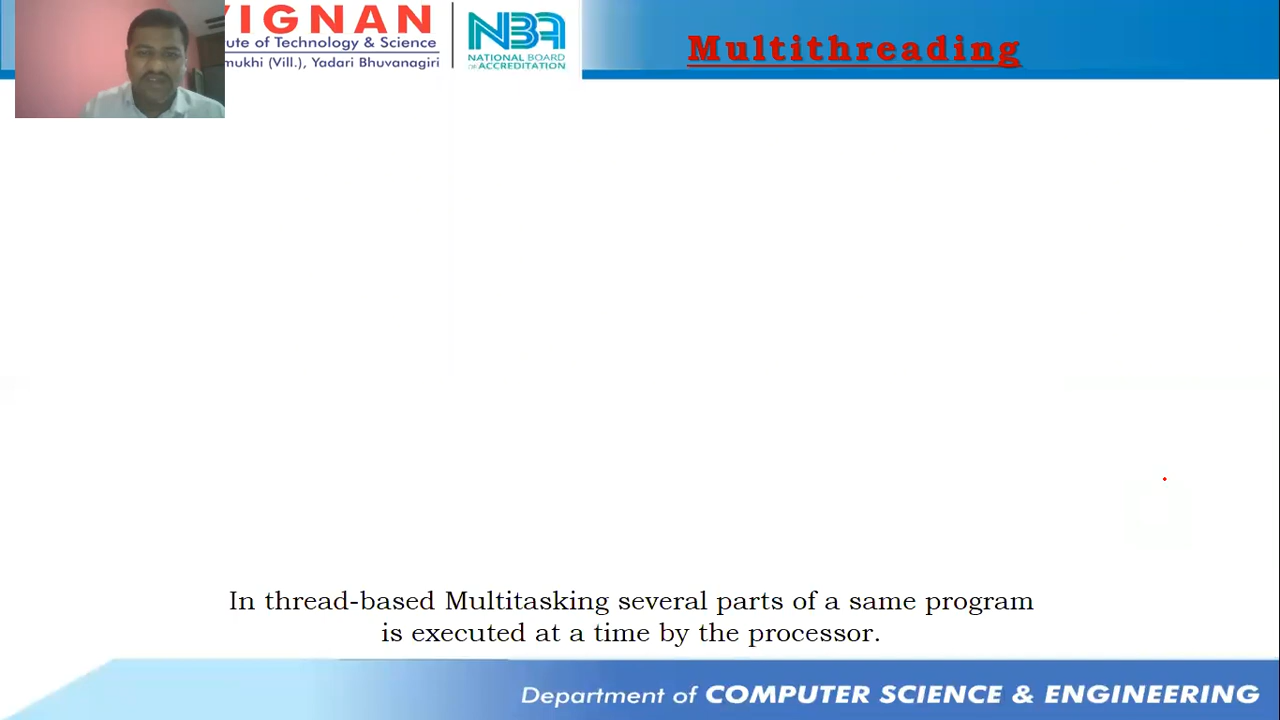 VIGNAN
ute of Technology & Science
mukhi (Vill.), Yadari Bhuvanagiri
NBA
NATIONAL BOARD
OF ACCREDITATION
Multithreading
In thread-based Multitasking several parts of a same program
is executed at a time by the processor.
Department of COMPUTER SCIENCE & ENGINEERING